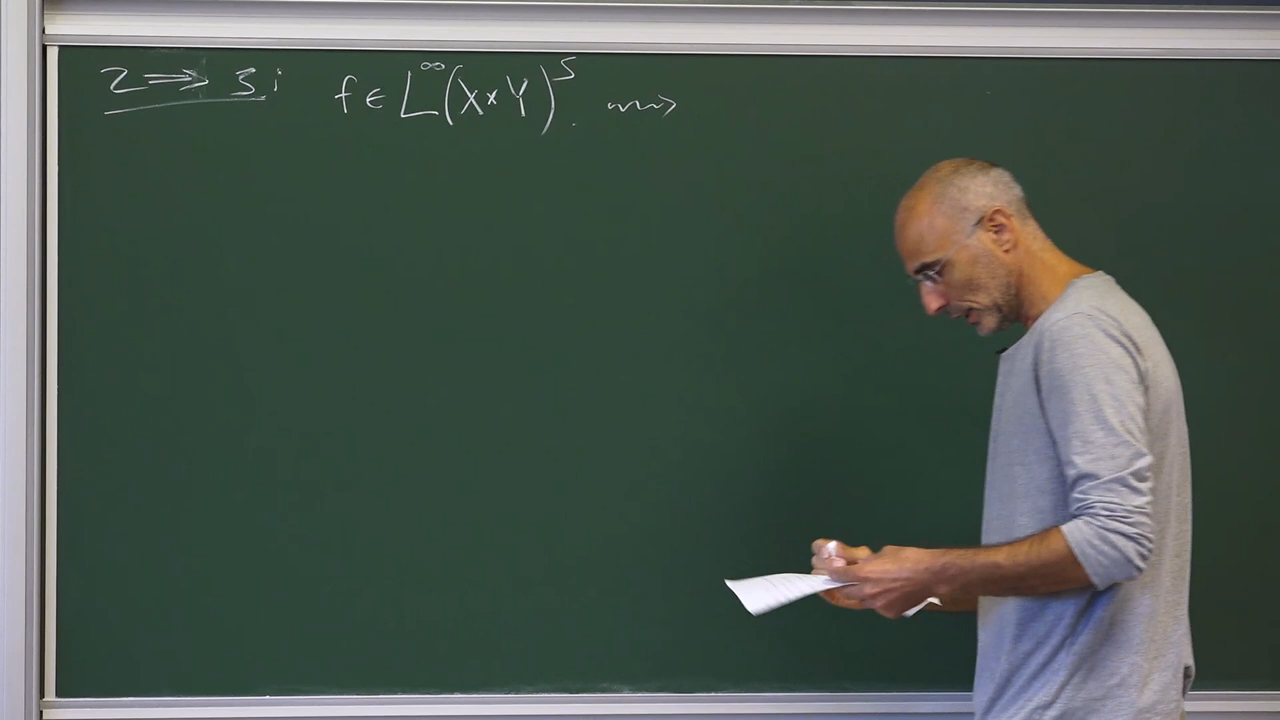 2 ⇒ 3: f ∈ L^∞(X×Y)^S. ⇝